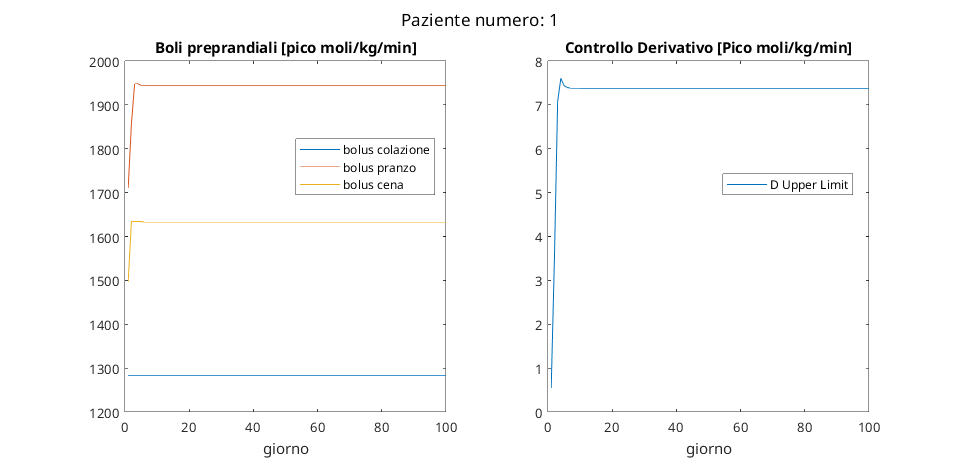 Paziente numero: 1
Boli preprandiali [pico moli/kg/min]
2000
1900
1800
1700
1600
1500
1400
1300
1200
0 20 40 60 80 100
giorno
bolus colazione
bolus pranzo
bolus cena
Controllo Derivativo [Pico moli/kg/min]
8
7
6
5
4
3
2
1
0
0 20 40 60 80 100
giorno
D Upper Limit